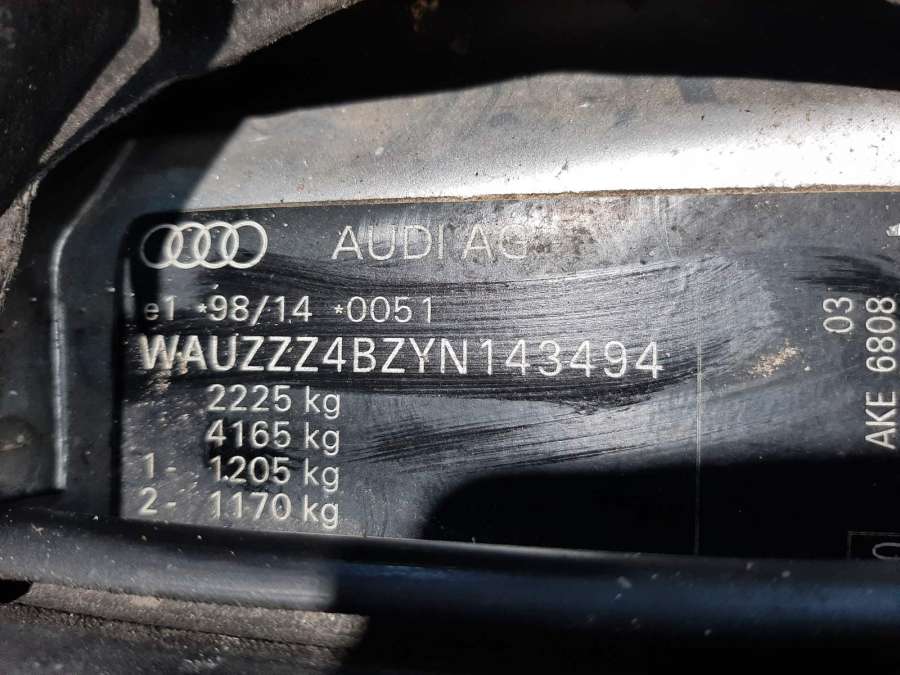 AUDI AG
e1 *98/14 *0051
WAUZZZ4BZYN143494
2225 kg
4165 kg
1- 1205 kg
2- 1170 kg
03
AKE 6808